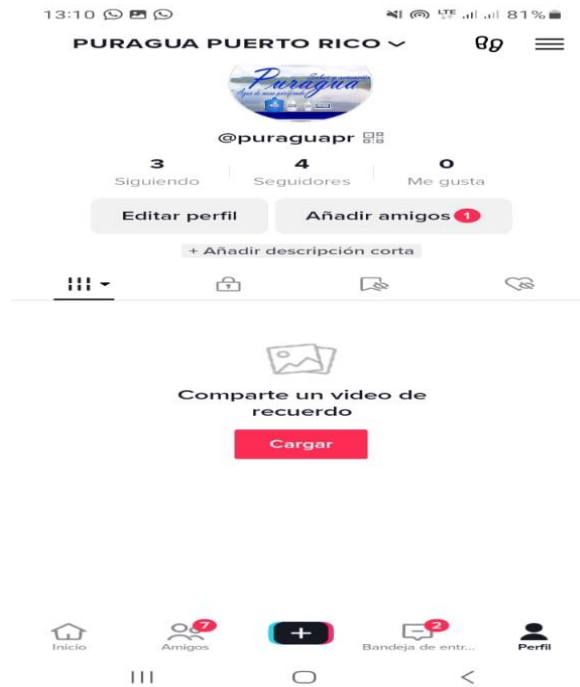 13:10 LTE 81%
PURAGUA PUERTO RICO
Puragua
@puraguapr
3 4 0
Siguiendo Seguidores Me gusta
Editar perfil Añadir amigos 1
+ Añadir descripción corta
Comparte un video de
recuerdo
Cargar
7 2
Inicio Amigos Bandeja de entr... Perfil